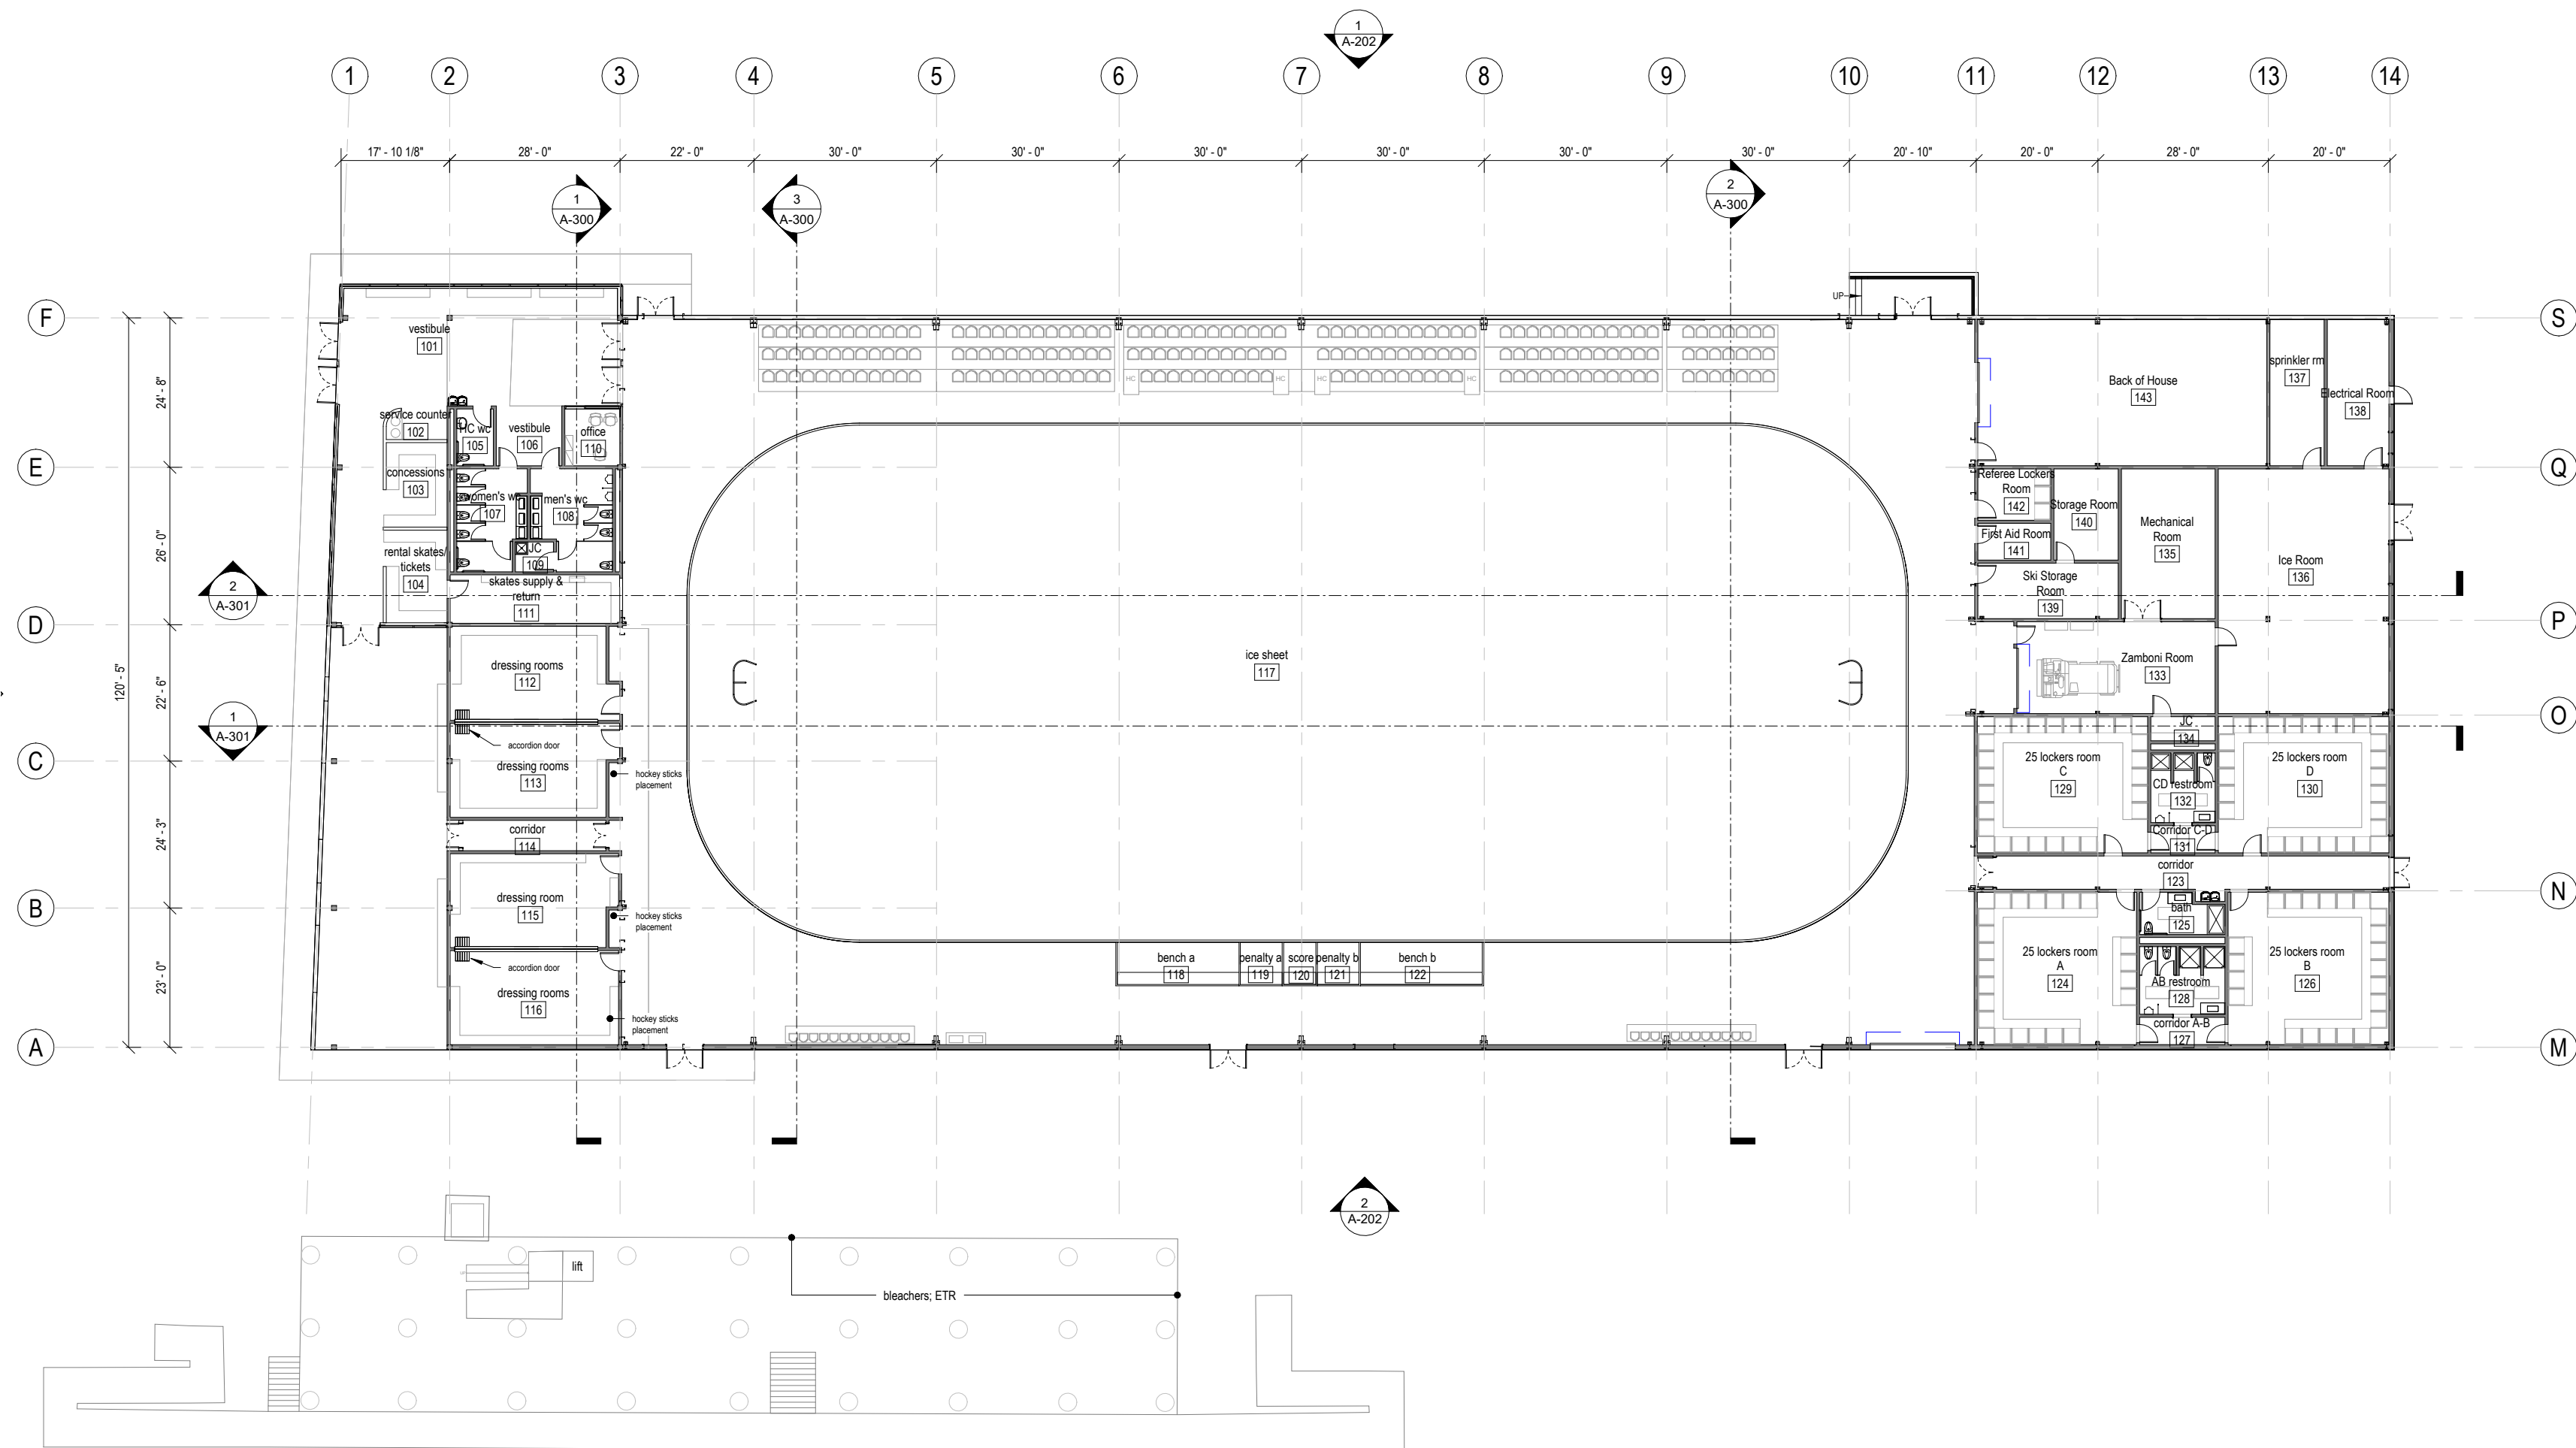 1
A-202
1
2
3
4
5
6
7
8
9
10
11
12
13
14
17' - 10 1/8"
28' - 0"
22' - 0"
30' - 0"
30' - 0"
30' - 0"
30' - 0"
30' - 0"
30' - 0"
20' - 10"
20' - 0"
28' - 0"
20' - 0"
1
A-300
3
A-300
2
A-300
F
E
D
C
B
A
S
Q
P
O
N
M
120' - 5"
24' - 8"
26' - 0"
22' - 6"
24' - 3"
23' - 0"
2
A-301
1
A-301
UP
vestibule
101
service counter
102
concessions
103
rental skates/
tickets
104
HC wc
105
vestibule
106
office
110
women's wc
107
men's wc
108
JC
109
skates supply &
return
111
dressing rooms
112
accordion door
dressing rooms
113
hockey sticks
placement
corridor
114
dressing room
115
hockey sticks
placement
accordion door
dressing rooms
116
hockey sticks
placement
HC
HC
HC
HC
ice sheet
117
bench a
118
penalty a
119
score
120
penalty b
121
bench b
122
Back of House
143
sprinkler rm
137
Electrical Room
138
Referee Lockers
Room
142
Storage Room
140
First Aid Room
141
Mechanical
Room
135
Ice Room
136
Ski Storage
Room
139
Zamboni Room
133
JC
134
25 lockers room
C
129
CD restroom
132
25 lockers room
D
130
Corridor C-D
131
corridor
123
bath
125
25 lockers room
A
124
AB restroom
128
25 lockers room
B
126
corridor A-B
127
2
A-202
lift
bleachers; ETR